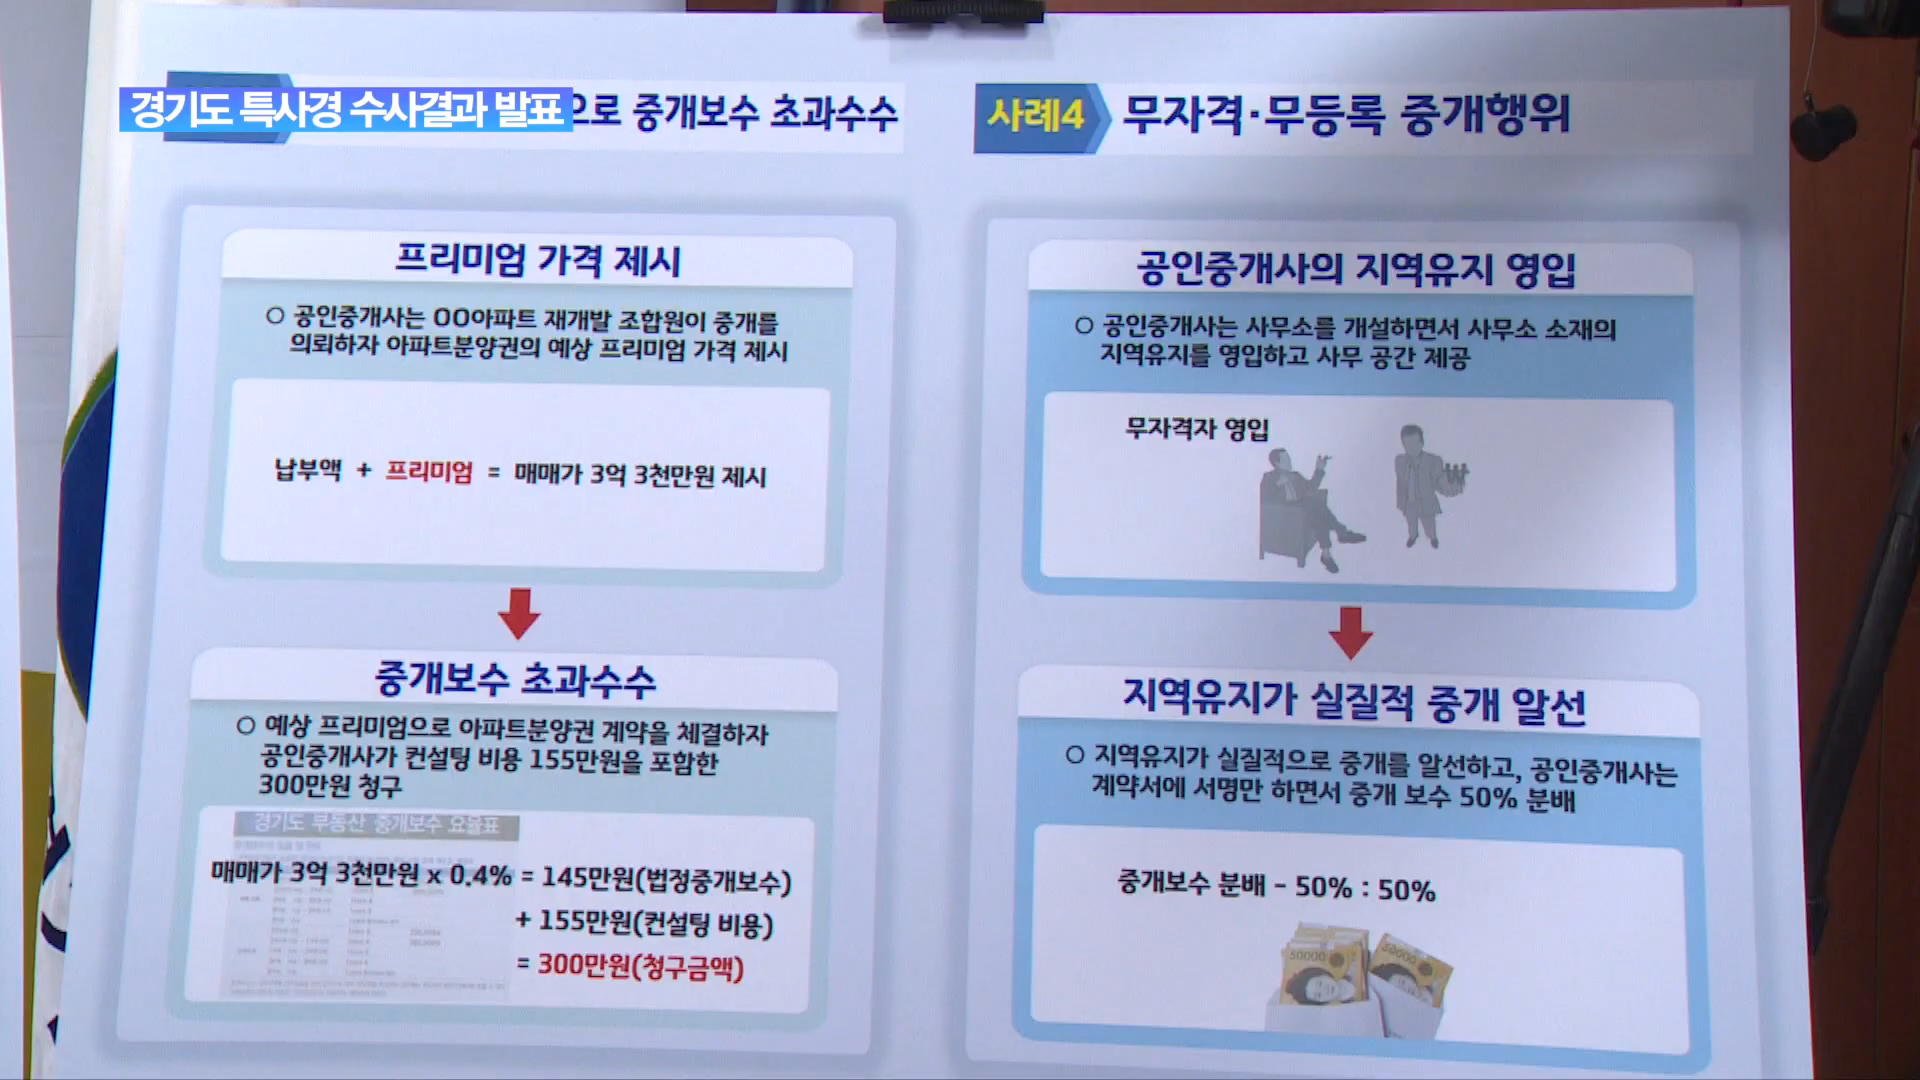 경기도 특사경 수사결과 발표
으로 중개보수 초과수수
프리미엄 가격 제시
○ 공인중개사는 OO아파트 재개발 조합원이 중개를
의뢰하자 아파트분양권의 예상 프리미엄 가격 제시
납부액 + 프리미엄 = 매매가 3억 3천만원 제시
중개보수 초과수수
○ 예상 프리미엄으로 아파트분양권 계약을 체결하자
공인중개사가 컨설팅 비용 155만원을 포함한
300만원 청구
경기도 부동산 중개보수 요율표
매매가 3억 3천만원 x 0.4% = 145만원(법정중개보수)
+ 155만원(컨설팅 비용)
= 300만원(청구금액)
사례4 무자격·무등록 중개행위
공인중개사의 지역유지 영입
○ 공인중개사는 사무소를 개설하면서 사무소 소재의
지역유지를 영입하고 사무 공간 제공
무자격자 영입
지역유지가 실질적 중개 알선
○ 지역유지가 실질적으로 중개를 알선하고, 공인중개사는
계약서에 서명만 하면서 중개 보수 50% 분배
중개보수 분배 - 50% : 50%
50000
50000